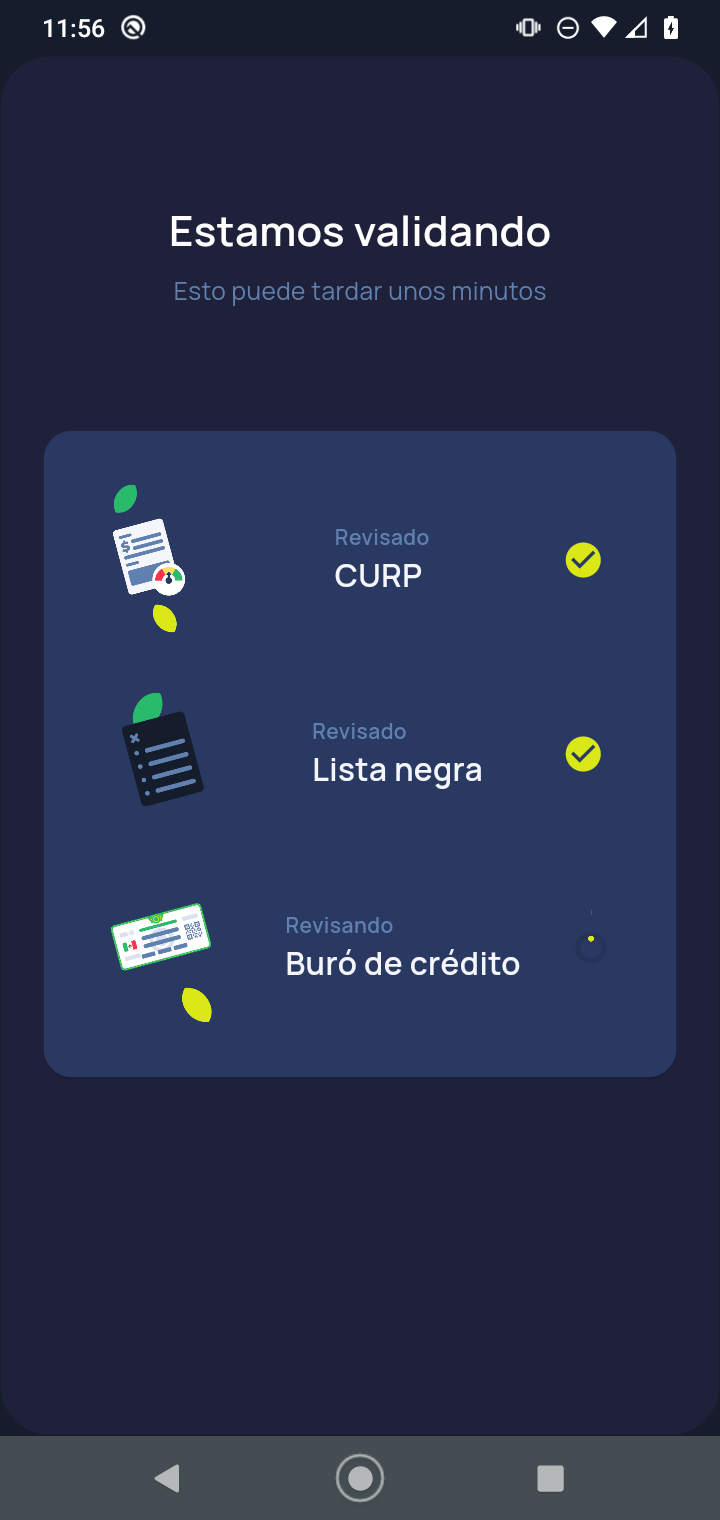 11:56
Estamos validando
Esto puede tardar unos minutos
Revisado
CURP
Revisado
Lista negra
Revisando
Buró de crédito